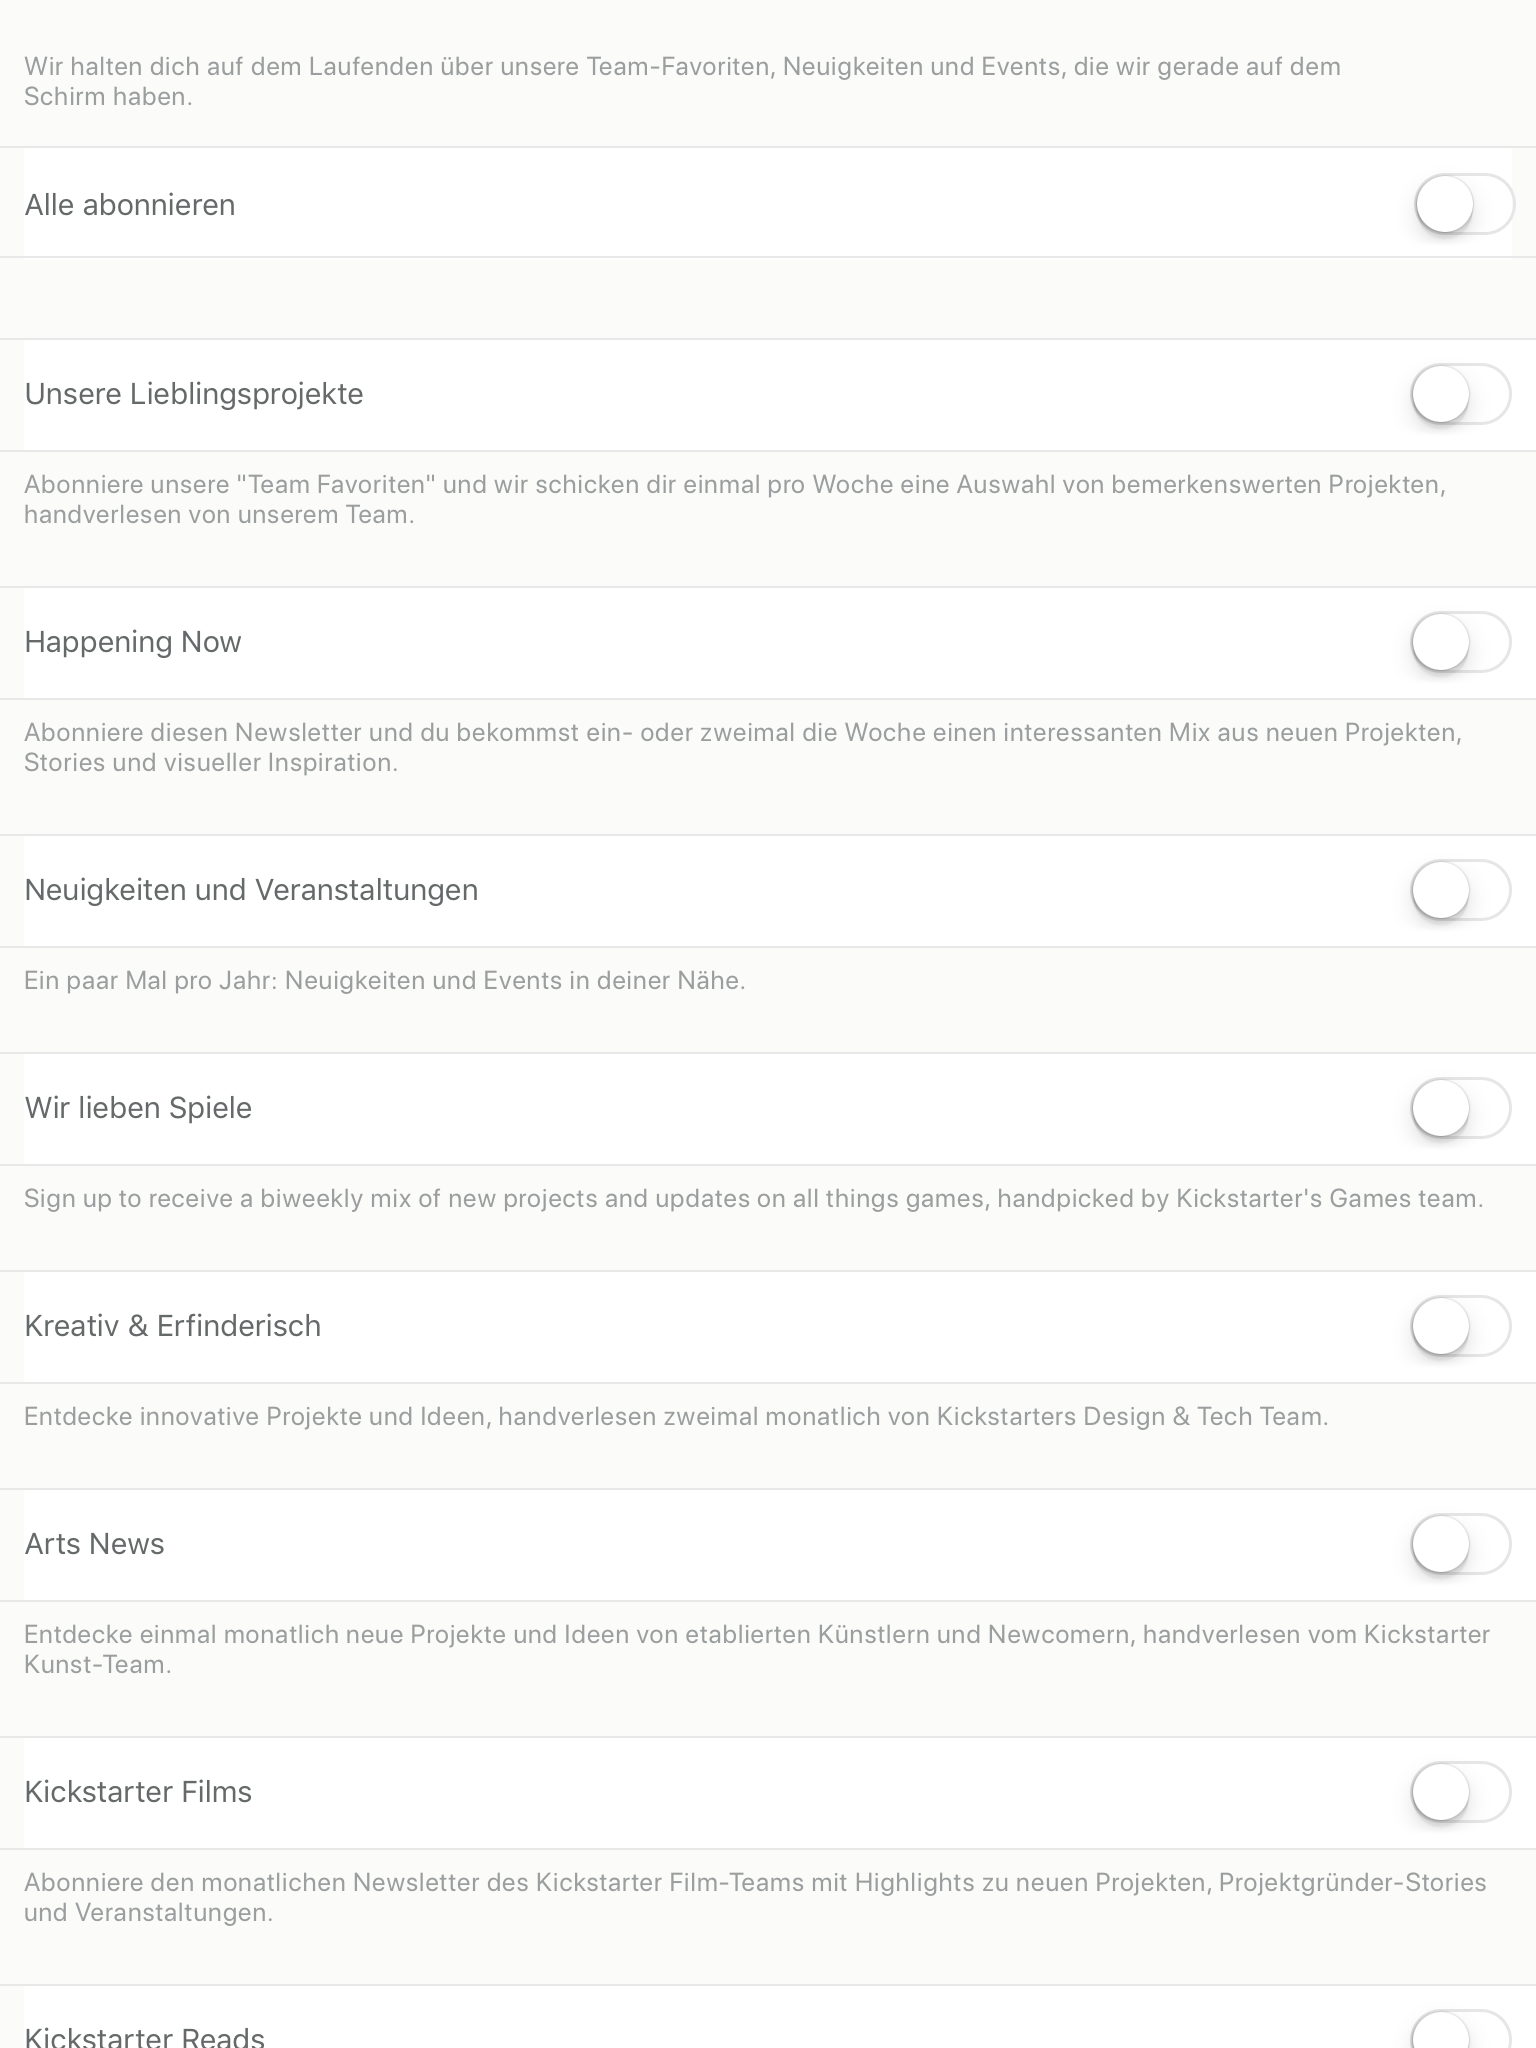 Wir halten dich auf dem Laufenden über unsere Team-Favoriten, Neuigkeiten und Events, die wir gerade auf dem
Schirm haben.
Alle abonnieren
Unsere Lieblingsprojekte
Abonniere unsere "Team Favoriten" und wir schicken dir einmal pro Woche eine Auswahl von bemerkenswerten Projekten,
handverlesen von unserem Team.
Happening Now
Abonniere diesen Newsletter und du bekommst ein- oder zweimal die Woche einen interessanten Mix aus neuen Projekten,
Stories und visueller Inspiration.
Neuigkeiten und Veranstaltungen
Ein paar Mal pro Jahr: Neuigkeiten und Events in deiner Nähe.
Wir lieben Spiele
Sign up to receive a biweekly mix of new projects and updates on all things games, handpicked by Kickstarter's Games team.
Kreativ & Erfinderisch
Entdecke innovative Projekte und Ideen, handverlesen zweimal monatlich von Kickstarters Design & Tech Team.
Arts News
Entdecke einmal monatlich neue Projekte und Ideen von etablierten Künstlern und Newcomern, handverlesen vom Kickstarter
Kunst-Team.
Kickstarter Films
Abonniere den monatlichen Newsletter des Kickstarter Film-Teams mit Highlights zu neuen Projekten, Projektgründer-Stories
und Veranstaltungen.
Kickstarter Reads